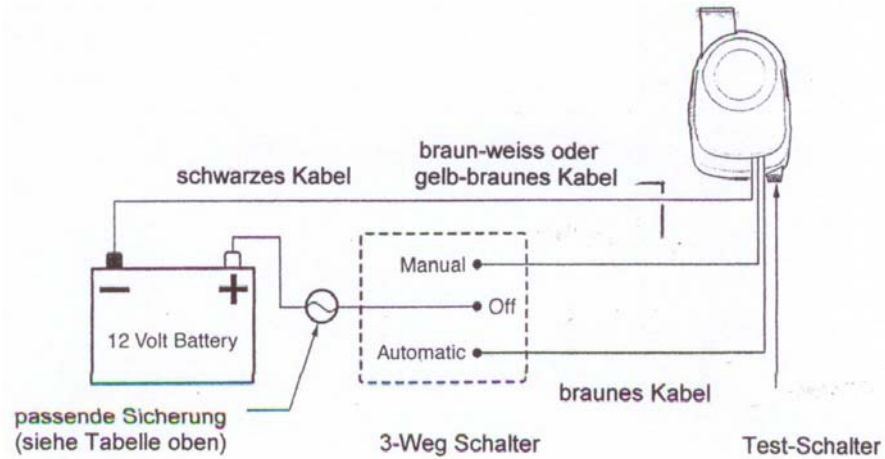 braun-weiss oder
gelb-braunes Kabel
schwarzes Kabel
Manual
Off
12 Volt Battery
Automatic
braunes Kabel
passende Sicherung
(siehe Tabelle oben)
3-Weg Schalter
Test-Schalter